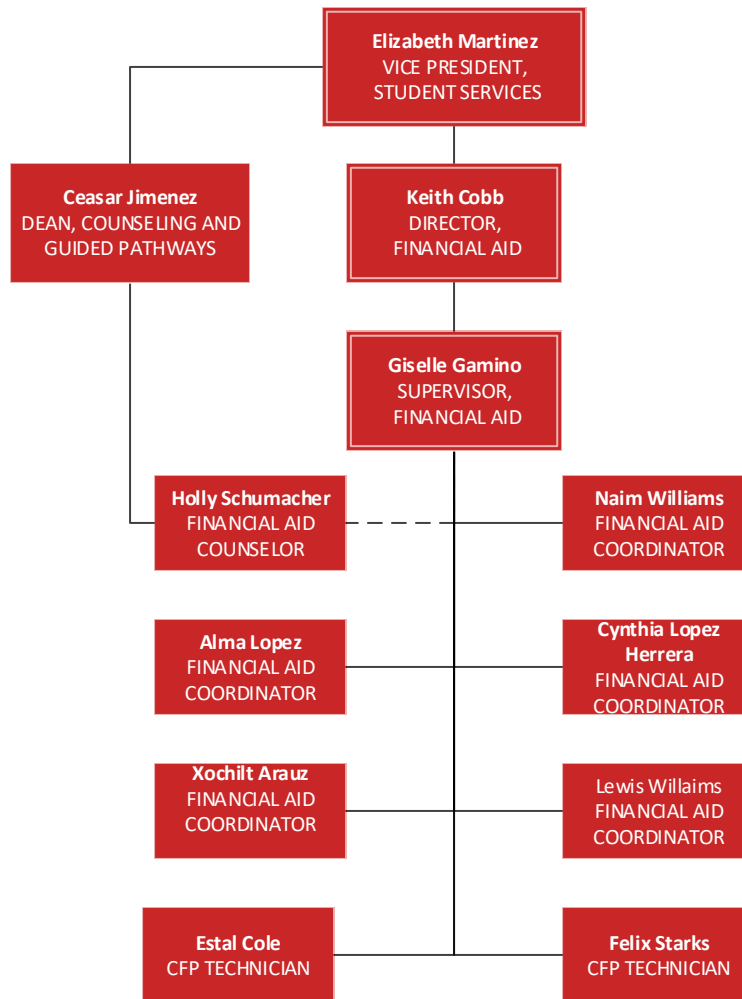 Elizabeth Martinez
VICE PRESIDENT,
STUDENT SERVICES
Ceasar Jimenez
DEAN, COUNSELING AND
GUIDED PATHWAYS
Keith Cobb
DIRECTOR,
FINANCIAL AID
Giselle Gamino
SUPERVISOR,
FINANCIAL AID
Holly Schumacher
FINANCIAL AID
COUNSELOR
Naim Williams
FINANCIAL AID
COORDINATOR
Alma Lopez
FINANCIAL AID
COORDINATOR
Cynthia Lopez
Herrera
FINANCIAL AID
COORDINATOR
Xochilt Arauz
FINANCIAL AID
COORDINATOR
Lewis Willaims
FINANCIAL AID
COORDINATOR
Estal Cole
CFP TECHNICIAN
Felix Starks
CFP TECHNICIAN